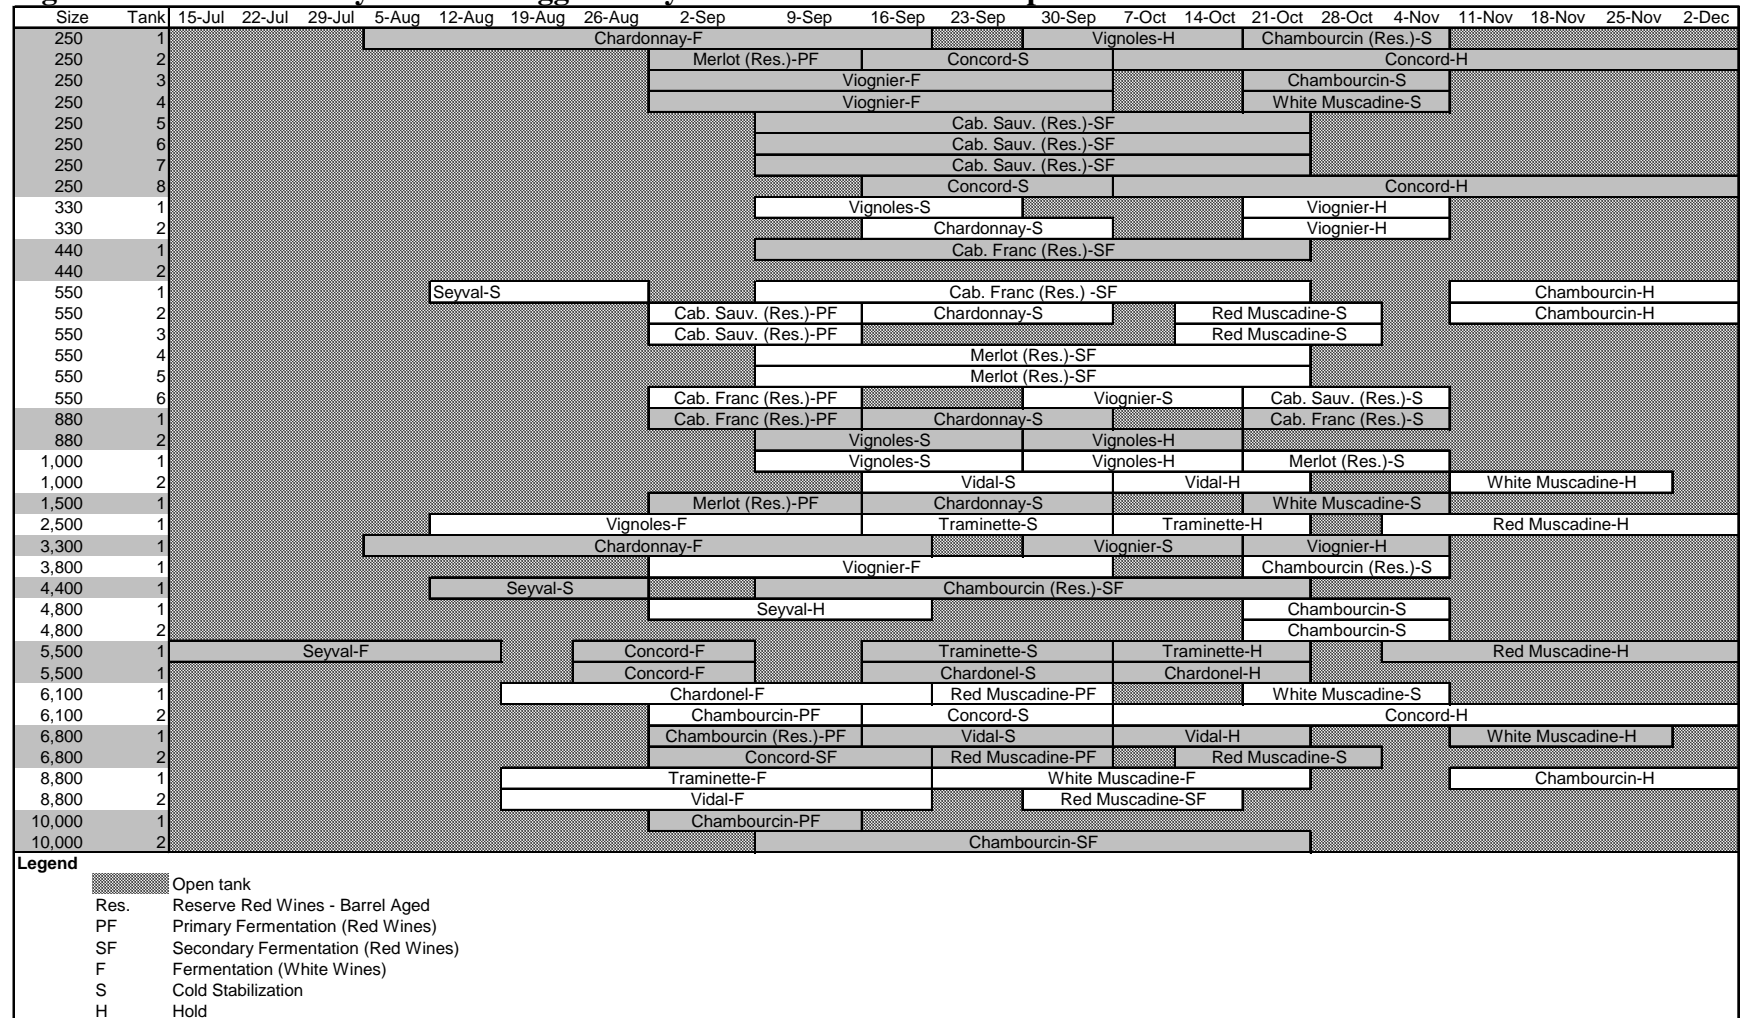 Size Tank 15-Jul 22-Jul 29-Jul 5-Aug 12-Aug 19-Aug 26-Aug 2-Sep 9-Sep 16-Sep 23-Sep 30-Sep 7-Oct 14-Oct 21-Oct 28-Oct 4-Nov 11-Nov 18-Nov 25-Nov 2-Dec
250 1 Chardonnay-F Vignoles-H Chambourcin (Res.)-S
250 2 Merlot (Res.)-PF Concord-S Concord-H
250 3 Viognier-F Chambourcin-S
250 4 Viognier-F White Muscadine-S
250 5 Cab. Sauv. (Res.)-SF
250 6 Cab. Sauv. (Res.)-SF
250 7 Cab. Sauv. (Res.)-SF
250 8 Concord-S Concord-H
330 1 Vignoles-S Viognier-H
330 2 Chardonnay-S Viognier-H
440 1 Cab. Franc (Res.)-SF
440 2
550 1 Seyval-S Cab. Franc (Res.) -SF Chambourcin-H
550 2 Cab. Sauv. (Res.)-PF Chardonnay-S Red Muscadine-S Chambourcin-H
550 3 Cab. Sauv. (Res.)-PF Red Muscadine-S
550 4 Merlot (Res.)-SF
550 5 Merlot (Res.)-SF
550 6 Cab. Franc (Res.)-PF Viognier-S Cab. Sauv. (Res.)-S
880 1 Cab. Franc (Res.)-PF Chardonnay-S Cab. Franc (Res.)-S
880 2 Vignoles-S Vignoles-H
1,000 1 Vignoles-S Vignoles-H Merlot (Res.)-S
1,000 2 Vidal-S Vidal-H White Muscadine-H
1,500 1 Merlot (Res.)-PF Chardonnay-S White Muscadine-S
2,500 1 Vignoles-F Traminette-S Traminette-H Red Muscadine-H
3,300 1 Chardonnay-F Viognier-S Viognier-H
3,800 1 Viognier-F Chambourcin (Res.)-S
4,400 1 Seyval-S Chambourcin (Res.)-SF
4,800 1 Seyval-H Chambourcin-S
4,800 2 Chambourcin-S
5,500 1 Seyval-F Concord-F Traminette-S Traminette-H Red Muscadine-H
5,500 1 Concord-F Chardonel-S Chardonel-H
6,100 1 Chardonel-F Red Muscadine-PF White Muscadine-S
6,100 2 Chambourcin-PF Concord-S Concord-H
6,800 1 Chambourcin (Res.)-PF Vidal-S Vidal-H White Muscadine-H
6,800 2 Concord-SF Red Muscadine-PF Red Muscadine-S
8,800 1 Traminette-F White Muscadine-F Chambourcin-H
8,800 2 Vidal-F Red Muscadine-SF
10,000 1 Chambourcin-PF
10,000 2 Chambourcin-SF
Legend
Open tank
Res. Reserve Red Wines - Barrel Aged
PF Primary Fermentation (Red Wines)
SF Secondary Fermentation (Red Wines)
F Fermentation (White Wines)
S Cold Stabilization
H Hold